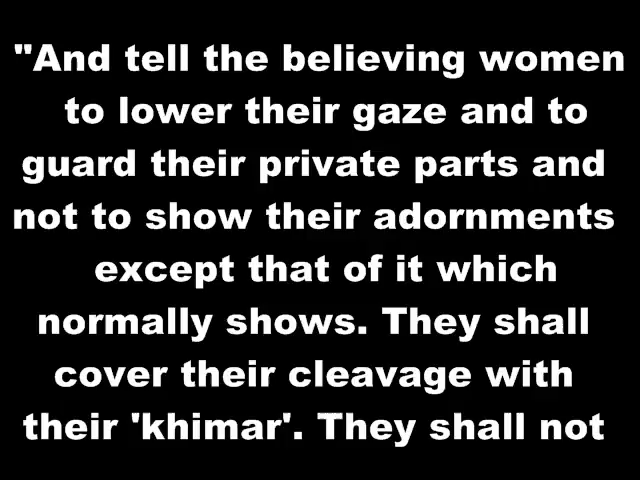 "And tell the believing women
to lower their gaze and to
guard their private parts and
not to show their adornments
except that of it which
normally shows. They shall
cover their cleavage with
their 'khimar'. They shall not